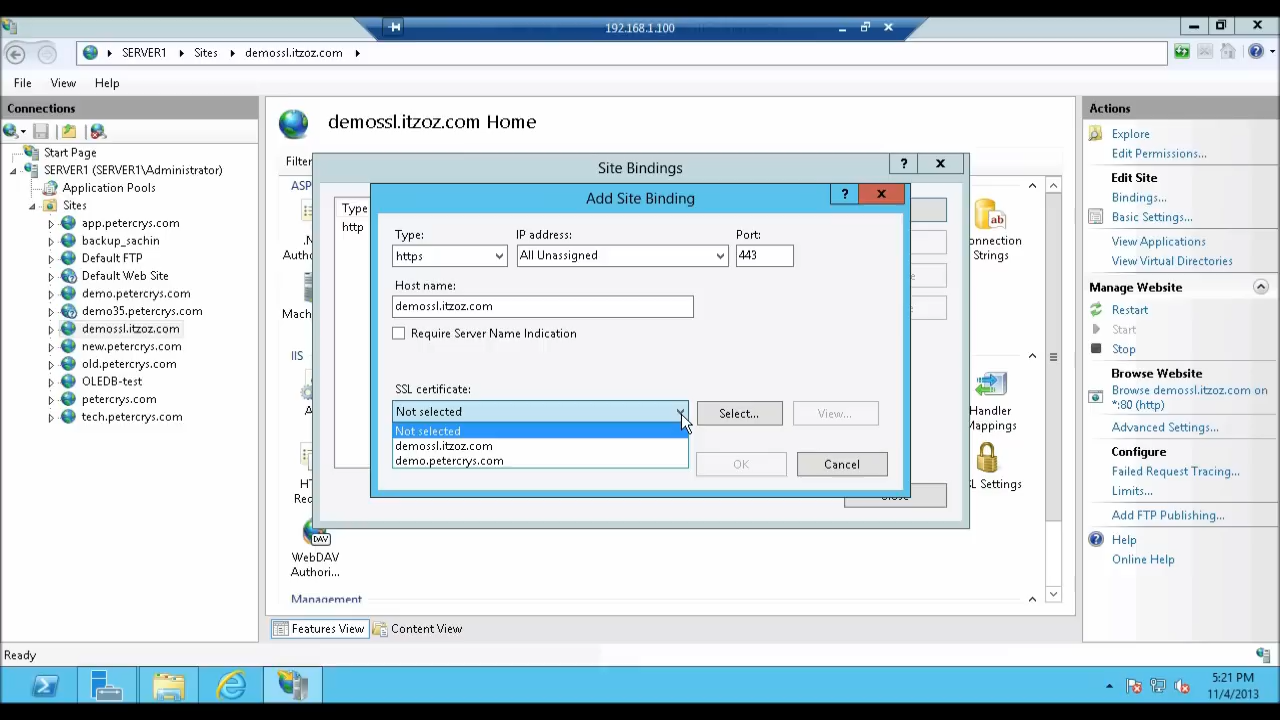 192.168.1.100
SERVER1
Sites
demossl.itzoz.com
File View Help
Connections
Start Page
SERVER1 (SERVER1\Administrator)
Application Pools
Sites
app.petercrys.com
backup_sachin
Default FTP
Default Web Site
demo.petercrys.com
demo35.petercrys.com
demossl.itzoz.com
new.petercrys.com
old.petercrys.com
OLEDB-test
petercrys.com
tech.petercrys.com
demossl.itzoz.com Home
Filter
ASP
.N
Autho
Mach
IIS
A
HT
Rec
WebDAV
Authori...
Management
onnection
Strings
Handler
Mappings
L Settings
Site Bindings
?
Type
http
Close
Add Site Binding
?
Type:
IP address:
Port:
https
All Unassigned
443
Host name:
demossl.itzoz.com
Require Server Name Indication
SSL certificate:
Not selected
Select...
View...
Not selected
demossl.itzoz.com
demo.petercrys.com
OK
Cancel
Features View
Content View
Actions
Explore
Edit Permissions...
Edit Site
Bindings...
Basic Settings...
View Applications
View Virtual Directories
Manage Website
Restart
Start
Stop
Browse Website
Browse demossl.itzoz.com on
*:80 (http)
Advanced Settings...
Configure
Failed Request Tracing...
Limits...
Add FTP Publishing...
Help
Online Help
Ready
5:21 PM
11/4/2013